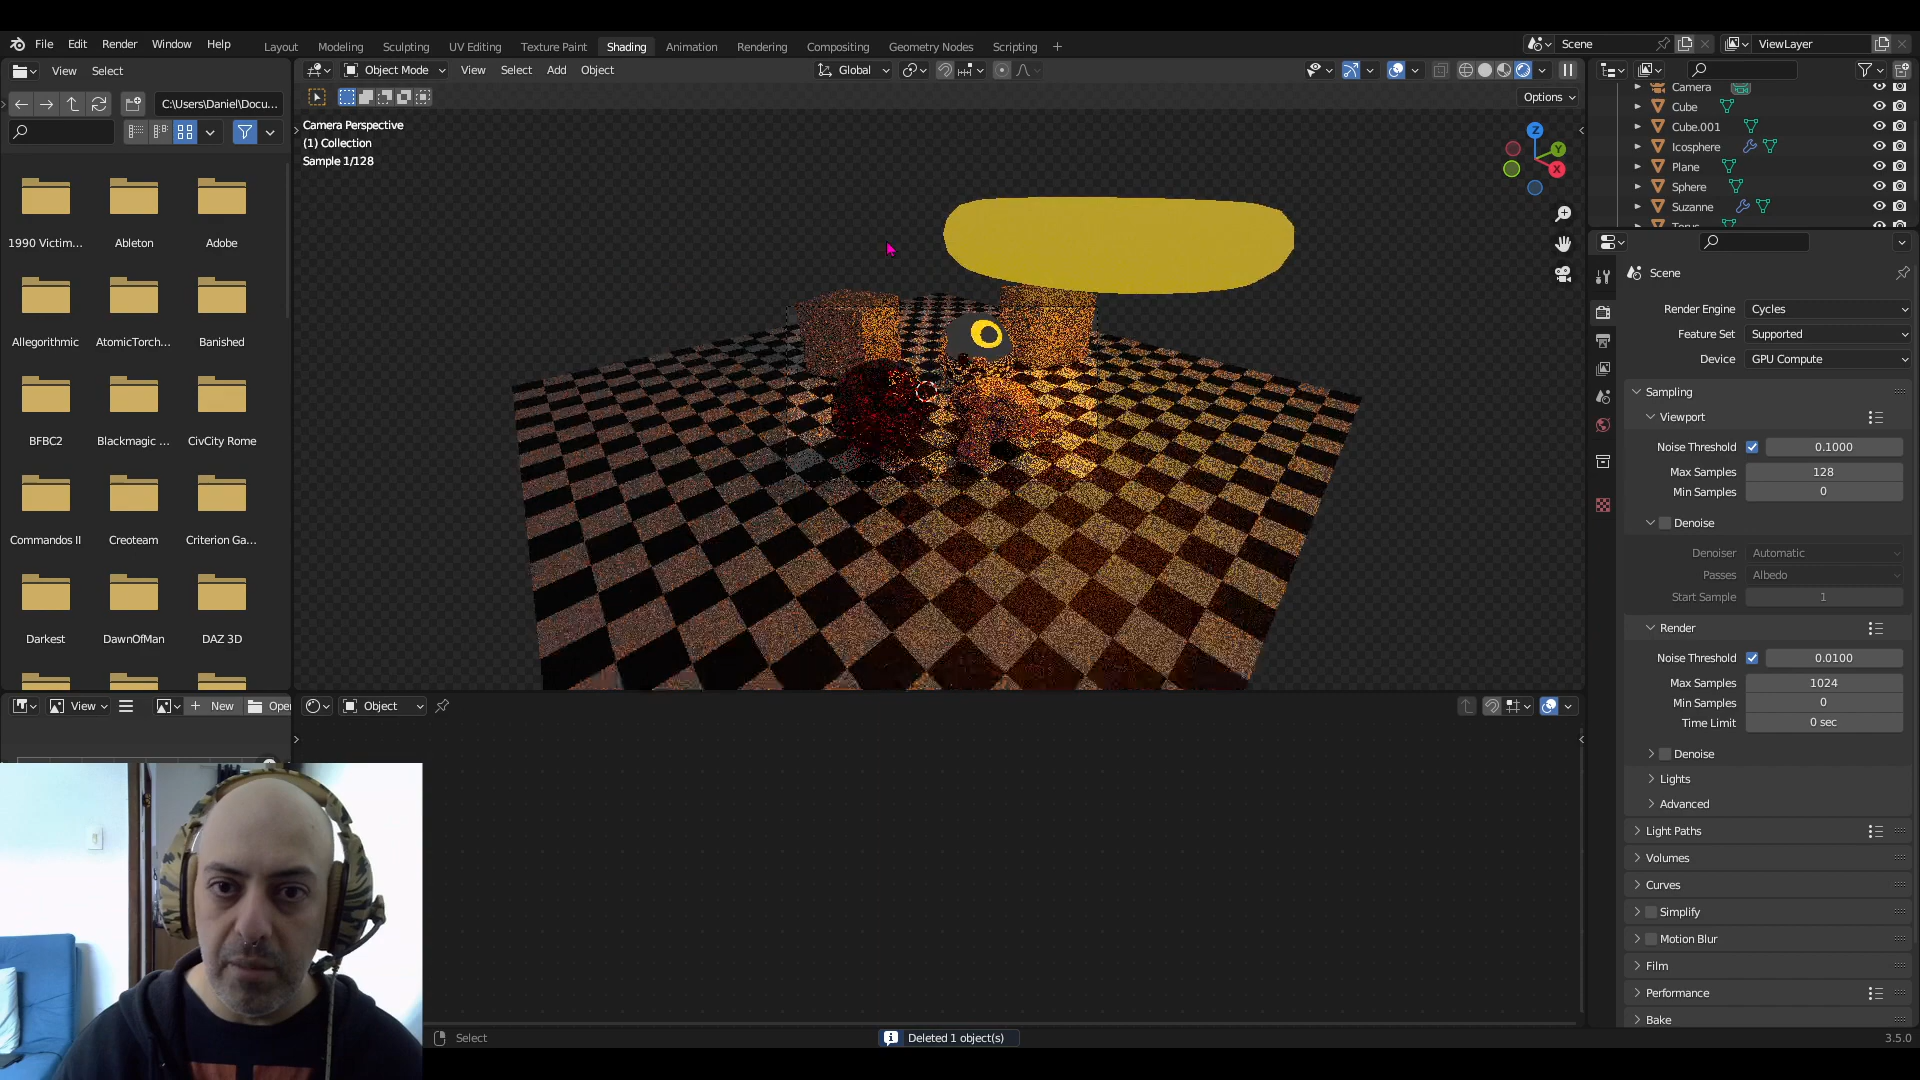 File Edit Render Window Help Layout Modeling Sculpting UV Editing Texture Paint Shading Animation Rendering Compositing Geometry Nodes Scripting + Scene ViewLayer
View Select
Object Mode View Select Add Object Global
C:\Users\Daniel\Docu...
Options
Camera Perspective
(1) Collection
Sample 1/128
1990 Victim... Ableton Adobe
Allegorithmic AtomicTorch... Banished
BFBC2 Blackmagic ... CivCity Rome
Commandos II Creoteam Criterion Ga...
Darkest DawnOfMan DAZ 3D
Z
Y
X
Camera
Cube
Cube.001
Icosphere
Plane
Sphere
Suzanne
Scene
Render Engine Cycles
Feature Set Supported
Device GPU Compute
Sampling
Viewport
Noise Threshold 0.1000
Max Samples 128
Min Samples 0
Denoise
Denoiser Automatic
Passes Albedo
Start Sample 1
Render
Noise Threshold 0.0100
Max Samples 1024
Min Samples 0
Time Limit 0 sec
Denoise
Lights
Advanced
Light Paths
Volumes
Curves
Simplify
Motion Blur
Film
Performance
Bake
View + New Open
Object
Select
Deleted 1 object(s)
3.5.0